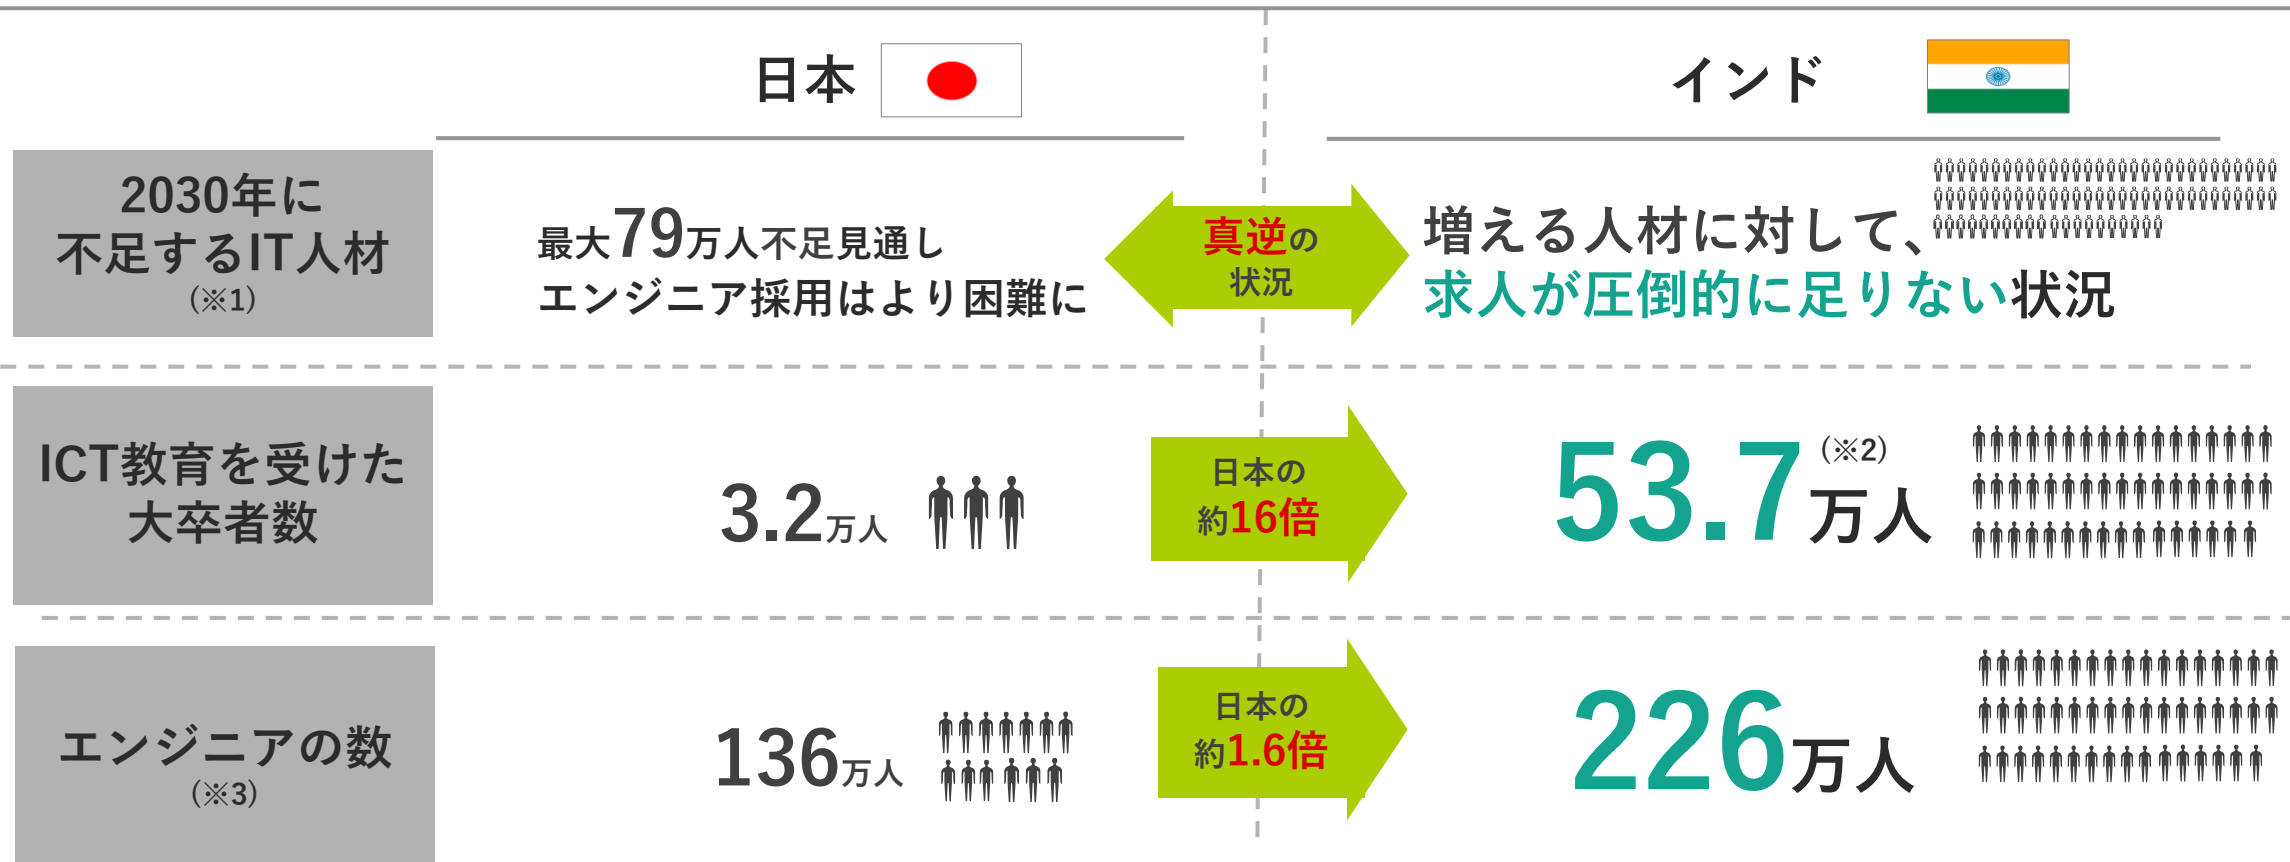 日本
インド
2030年に
不足するIT人材
(※1)
最大79万人不足見通し
エンジニア採用はより困難に
真逆の
状況
増える人材に対して、
求人が圧倒的に足りない状況
ICT教育を受けた
大卒者数
3.2万人
日本の
約16倍
53.7万人(※2)
エンジニアの数
(※3)
136万人
日本の
約1.6倍
226万人